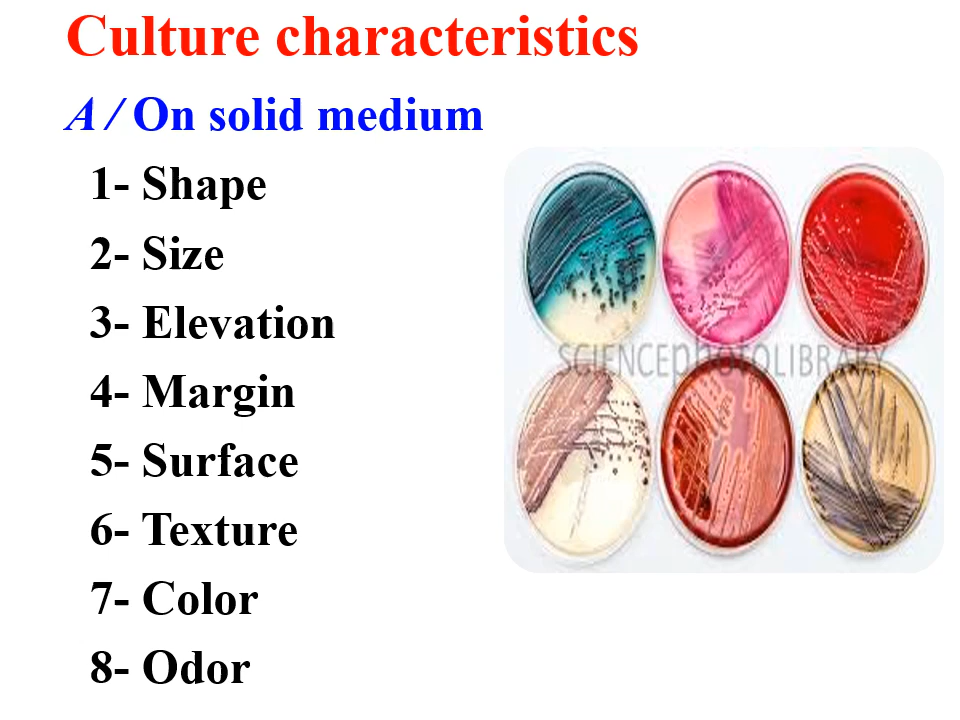 Culture characteristics
A / On solid medium
1- Shape
2- Size
3- Elevation
4- Margin
5- Surface
6- Texture
7- Color
8- Odor
SCIENCEphOTOLIBRARY